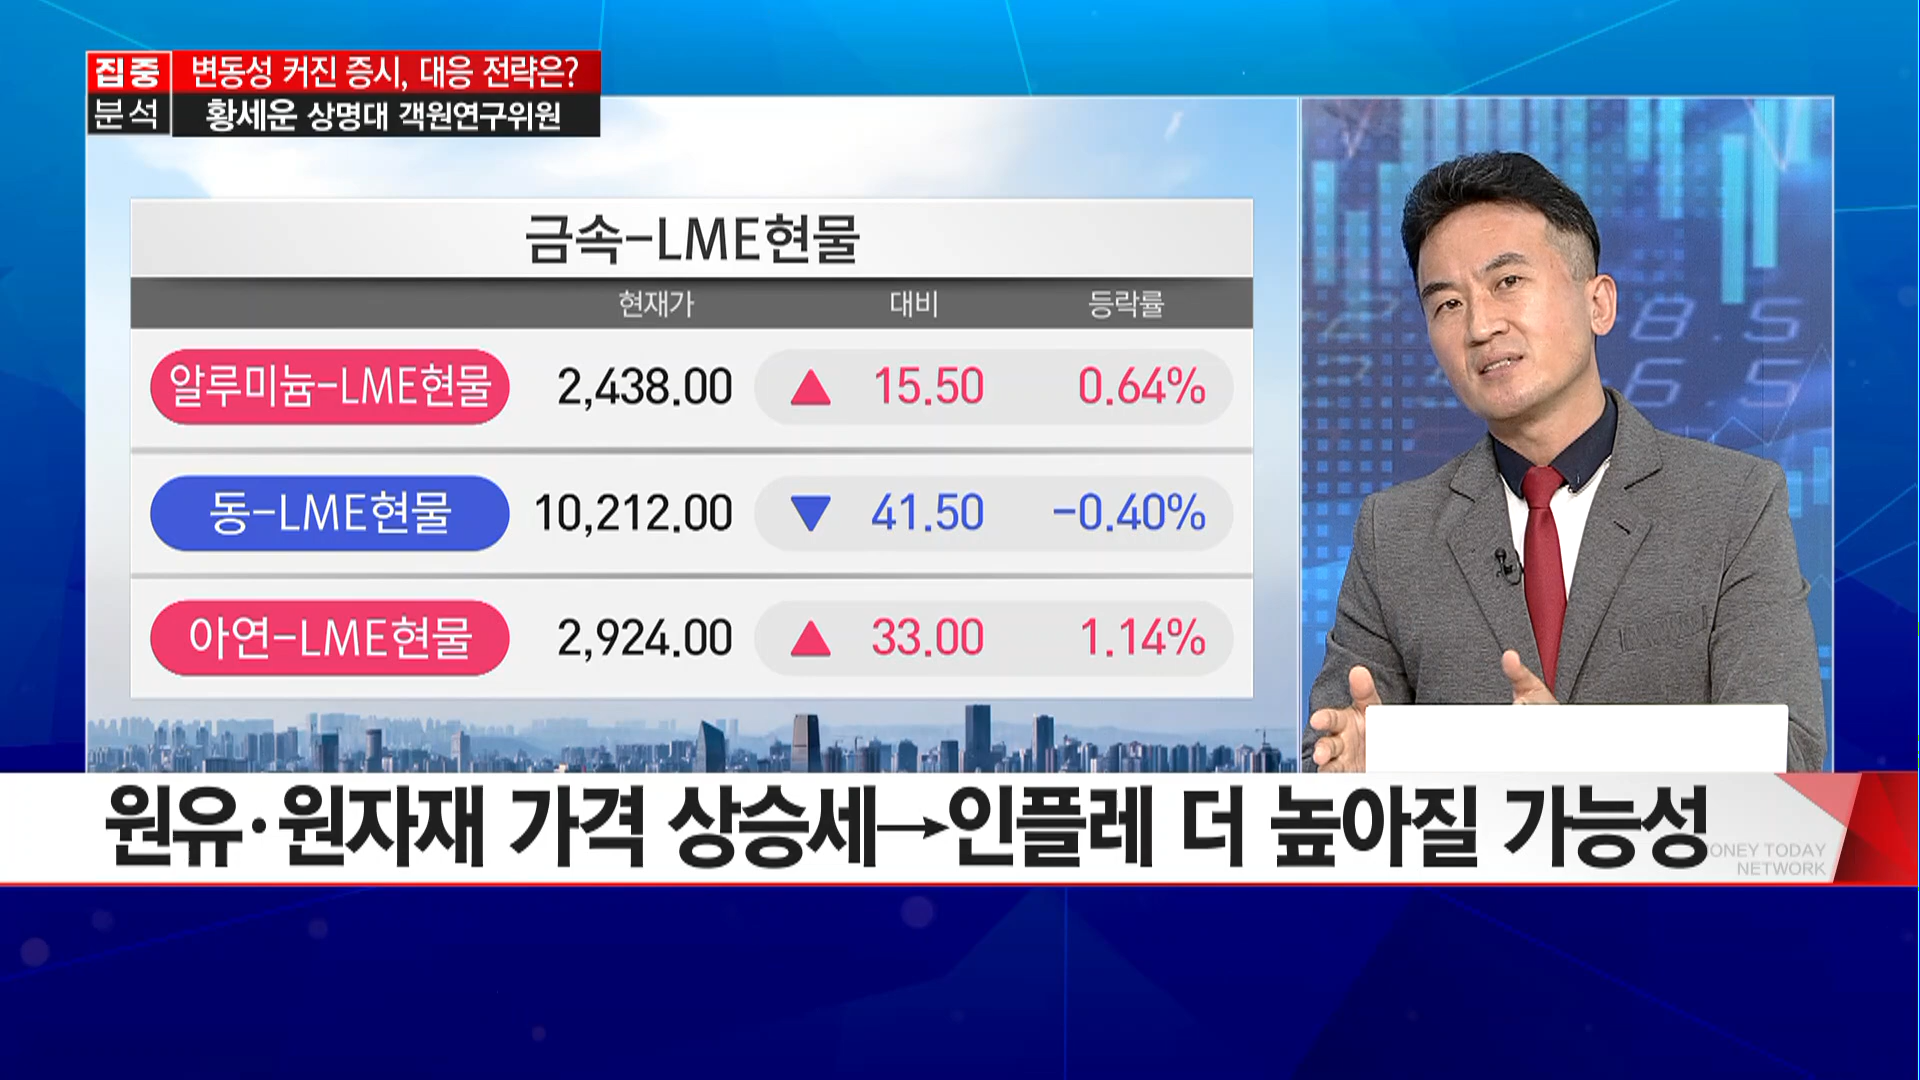 집중
분석
변동성 커진 증시, 대응 전략은?
황세운 상명대 객원연구위원
금속-LME현물
현재가 대비 등락률
알루미늄-LME현물 2,438.00 ▲ 15.50 0.64%
동-LME현물 10,212.00 ▼ 41.50 -0.40%
아연-LME현물 2,924.00 ▲ 33.00 1.14%
8.5
6.5
원유·원자재 가격 상승세→인플레 더 높아질 가능성
ONEY TODAY
NETWORK